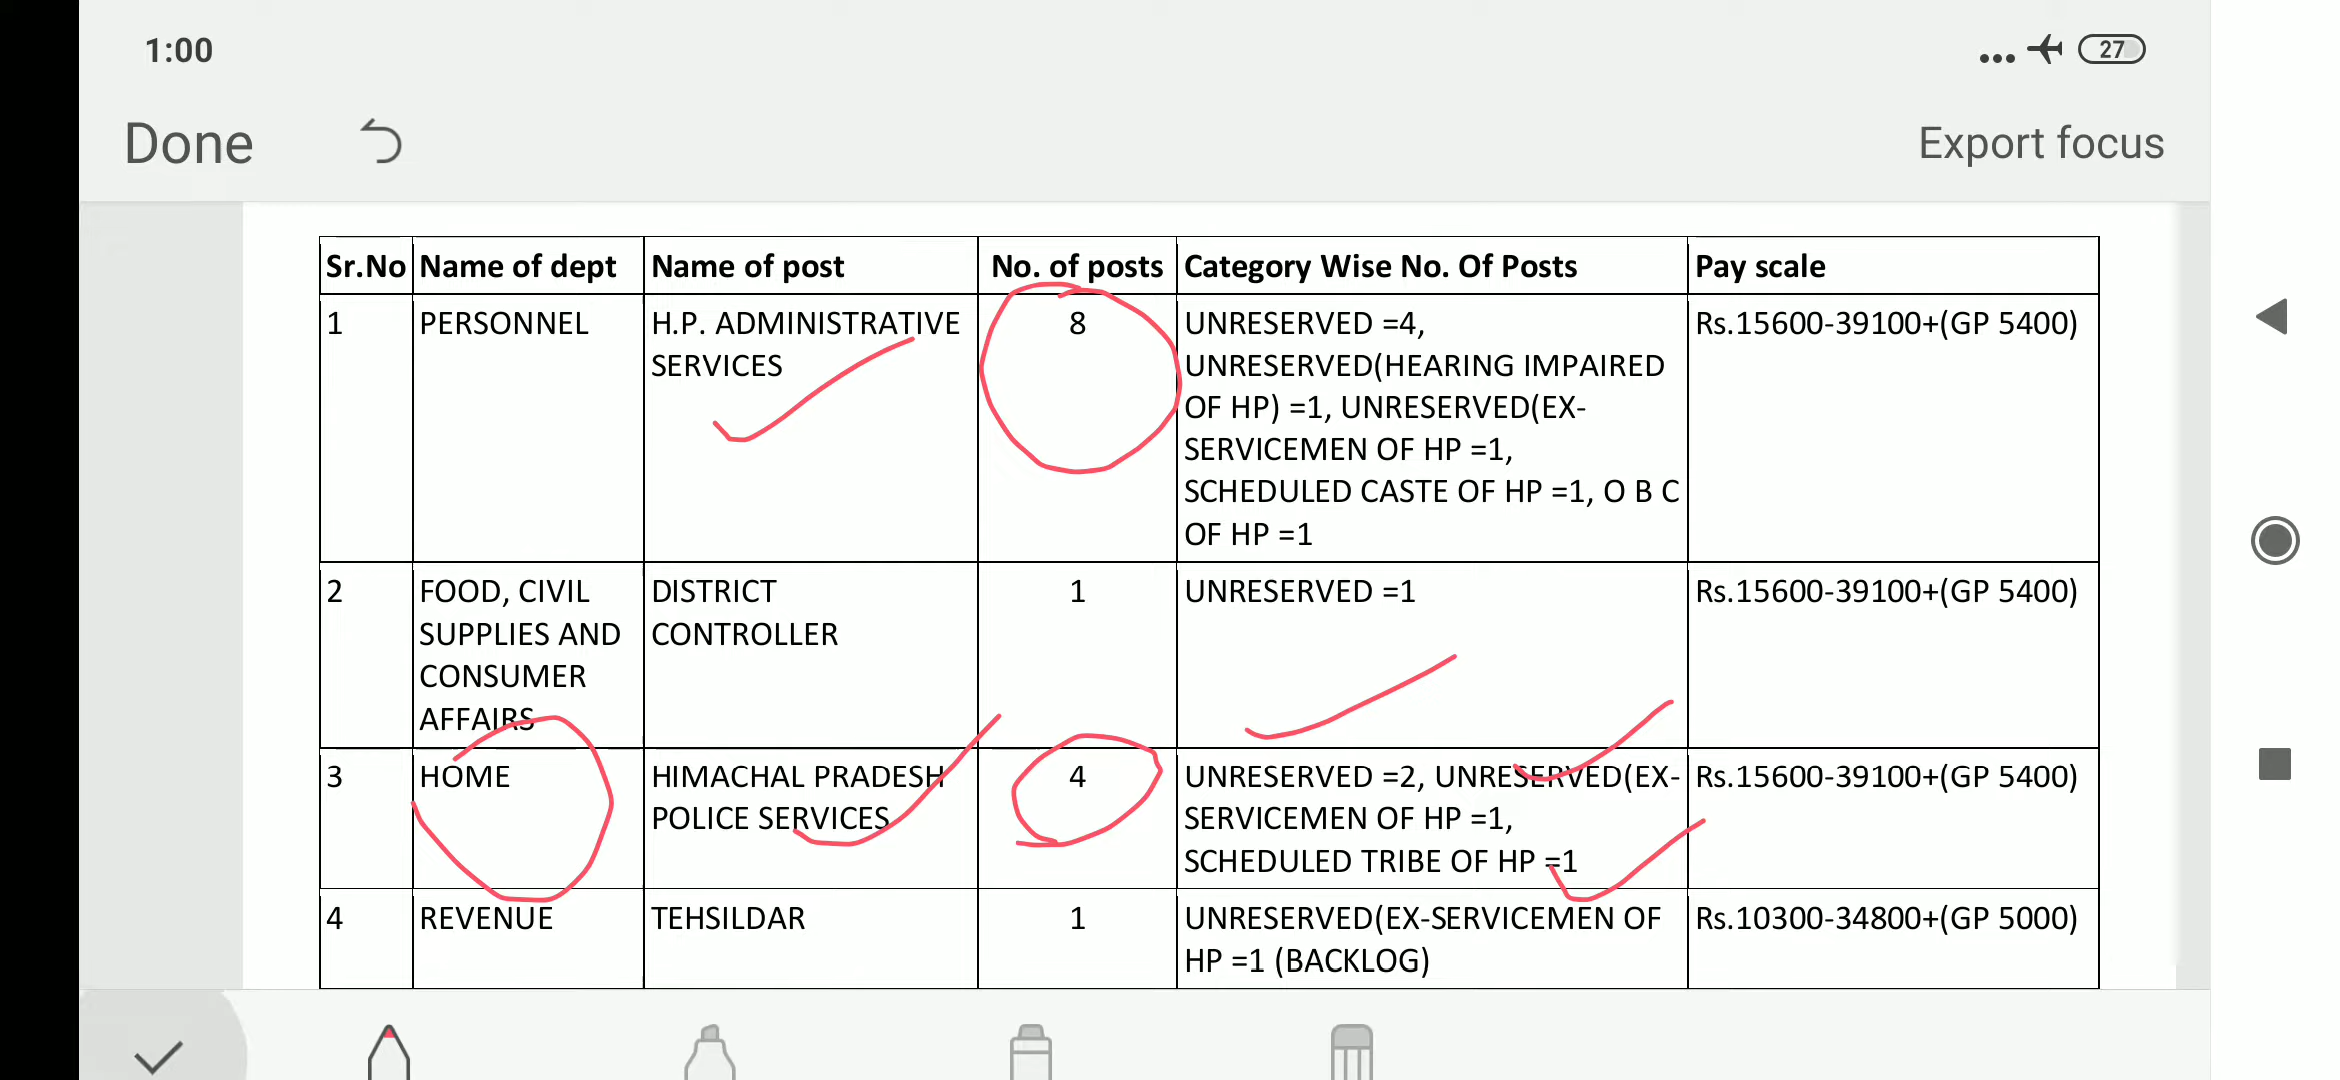 1:00
27
Done
Export focus
Sr.No Name of dept Name of post No. of posts Category Wise No. Of Posts Pay scale
1 PERSONNEL H.P. ADMINISTRATIVE 8 UNRESERVED =4, Rs.15600-39100+(GP 5400)
SERVICES UNRESERVED(HEARING IMPAIRED
OF HP) =1, UNRESERVED(EX-
SERVICEMEN OF HP =1,
SCHEDULED CASTE OF HP =1, O B C
OF HP =1
2 FOOD, CIVIL DISTRICT 1 UNRESERVED =1 Rs.15600-39100+(GP 5400)
SUPPLIES AND CONTROLLER
CONSUMER
AFFAIRS
3 HOME HIMACHAL PRADESH 4 UNRESERVED =2, UNRESERVED(EX- Rs.15600-39100+(GP 5400)
POLICE SERVICES SERVICEMEN OF HP =1,
SCHEDULED TRIBE OF HP =1
4 REVENUE TEHSILDAR 1 UNRESERVED(EX-SERVICEMEN OF Rs.10300-34800+(GP 5000)
HP =1 (BACKLOG)